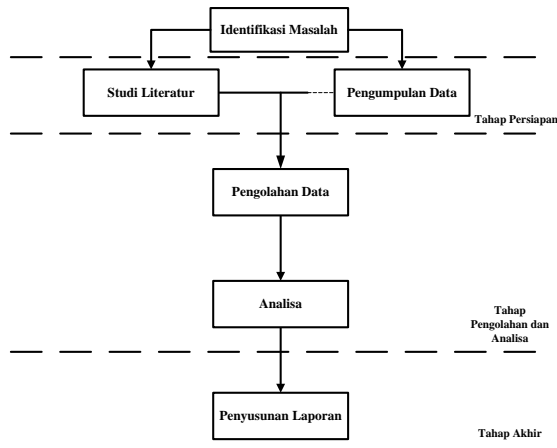 Identifikasi Masalah
Studi Literatur
Pengumpulan Data
Tahap Persiapan
Pengolahan Data
Analisa
Tahap
Pengolahan dan
Analisa
Penyusunan Laporan
Tahap Akhir